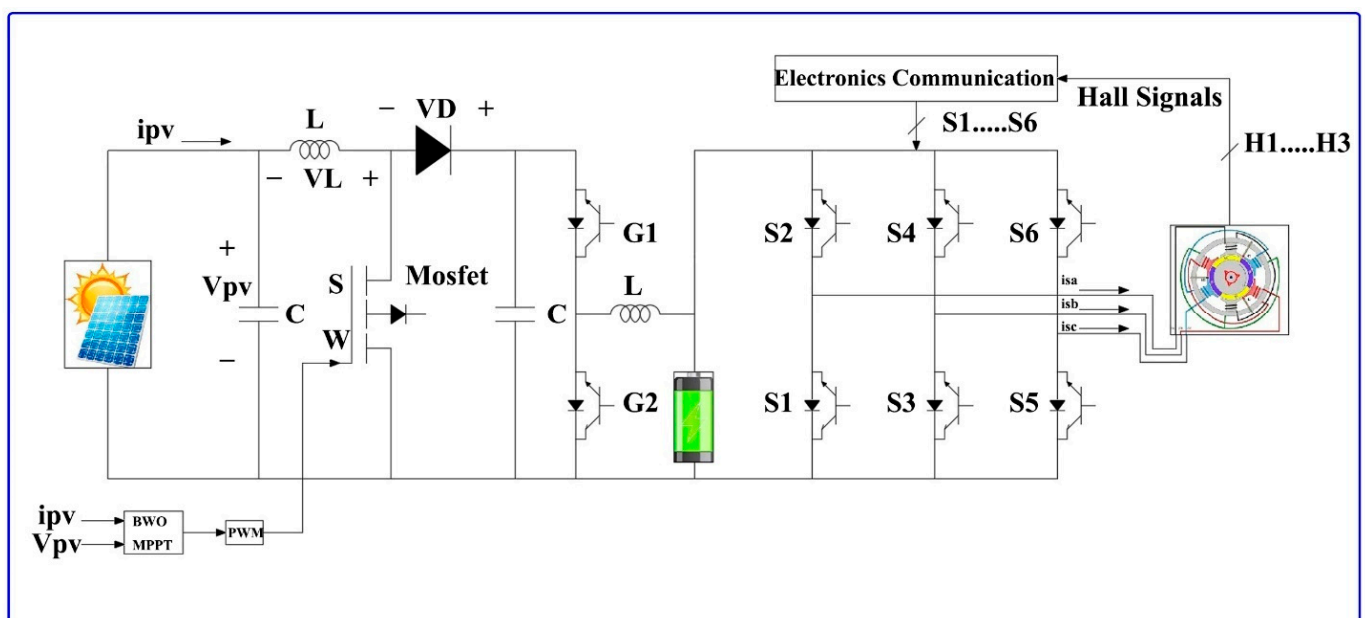 Electronics Communication
Hall Signals
S1.....S6
H1.....H3
ipv
L
− VD +
− VL +
G1
S2
S4
S6
+
Vpv
−
C
S
W
Mosfet
C
L
isa
isb
isc
G2
S1
S3
S5
ipv
Vpv
BWO
MPPT
PWM